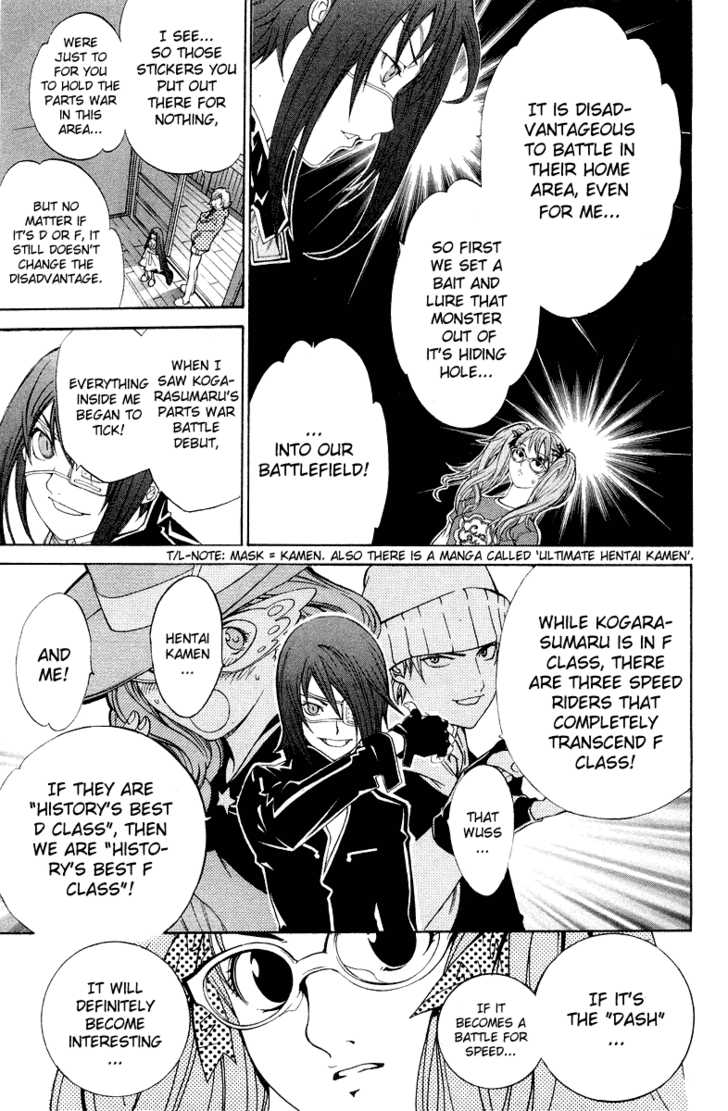 IT IS DISAD-
VANTAGEOUS
TO BATTLE IN
THEIR HOME
AREA, EVEN
FOR ME...
SO FIRST
WE SET A
BAIT AND
LURE THAT
MONSTER
OUT OF
IT'S HIDING
HOLE...
...
INTO OUR
BATTLEFIELD!
I SEE...
SO THOSE
STICKERS YOU
PUT OUT
THERE FOR
NOTHING,
WERE
JUST TO
FOR YOU
TO HOLD THE
PARTS WAR
IN THIS
AREA...
BUT NO
MATTER IF
IT'S D OR F, IT
STILL DOESN'T
CHANGE THE
DISADVANTAGE.
WHEN I
SAW KOGA-
RASUMARU'S
PARTS WAR
BATTLE
DEBUT,
EVERYTHING
INSIDE ME
BEGAN TO
TICK!
T/L-NOTE: MASK = KAMEN. ALSO THERE IS A MANGA CALLED 'ULTIMATE HENTAI KAMEN'.
WHILE KOGARA-
SUMARU IS IN F
CLASS, THERE
ARE THREE SPEED
RIDERS THAT
COMPLETELY
TRANSCEND F
CLASS!
THAT
WUSS
...
HENTAI
KAMEN
...
AND
ME!
IF THEY ARE
"HISTORY'S BEST
D CLASS", THEN
WE ARE "HISTO-
RY'S BEST F
CLASS"!
IF IT'S
THE "DASH"
...
IF IT
BECOMES A
BATTLE FOR
SPEED...
IT WILL
DEFINITELY
BECOME
INTERESTING
...